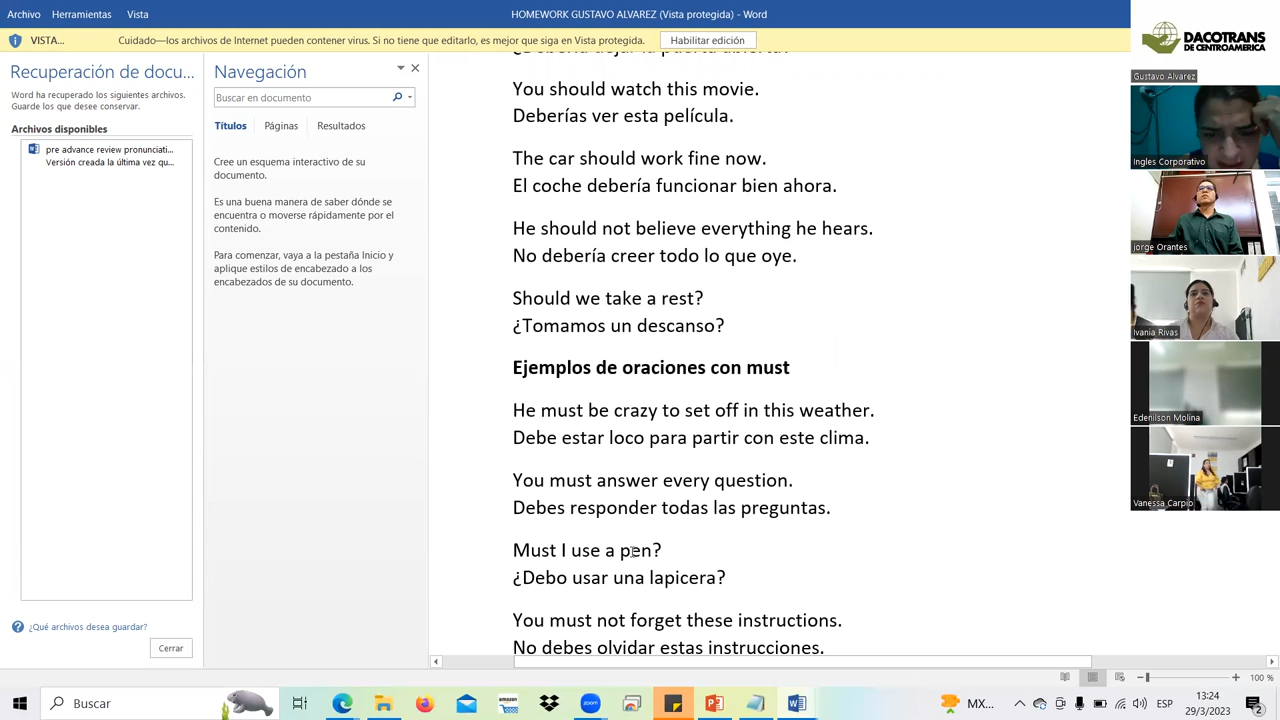 Archivo Herramientas Vista
HOMEWORK GUSTAVO ALVAREZ (Vista protegida) - Word
VISTA... Cuidado—los archivos de Internet pueden contener virus. Si no tiene que editarlo, es mejor que siga en Vista protegida. Habilitar edición
Recuperación de docu...
Word ha recuperado los siguientes archivos.
Guarde los que desee conservar.
Archivos disponibles
pre advance review pronunciati...
Versión creada la última vez qu...
¿Qué archivos desea guardar?
Cerrar
Navegación
Buscar en documento
Títulos Páginas Resultados
Cree un esquema interactivo de su
documento.
Es una buena manera de saber dónde se
encuentra o moverse rápidamente por el
contenido.
Para comenzar, vaya a la pestaña Inicio y
aplique estilos de encabezado a los
encabezados de su documento.
You should watch this movie.
Deberías ver esta película.
The car should work fine now.
El coche debería funcionar bien ahora.
He should not believe everything he hears.
No debería creer todo lo que oye.
Should we take a rest?
¿Tomamos un descanso?
Ejemplos de oraciones con must
He must be crazy to set off in this weather.
Debe estar loco para partir con este clima.
You must answer every question.
Debes responder todas las preguntas.
Must I use a pen?
¿Debo usar una lapicera?
You must not forget these instructions.
No debes olvidar estas instrucciones.
DACOTRANS
DE CENTROAMERICA
Gustavo Alvarez
Ingles Corporativo
jorge Orantes
Ivania Rivas
Edenilson Molina
Vanessa Carpio
100 %
Buscar
MX...
ESP
13:24
29/3/2023
2